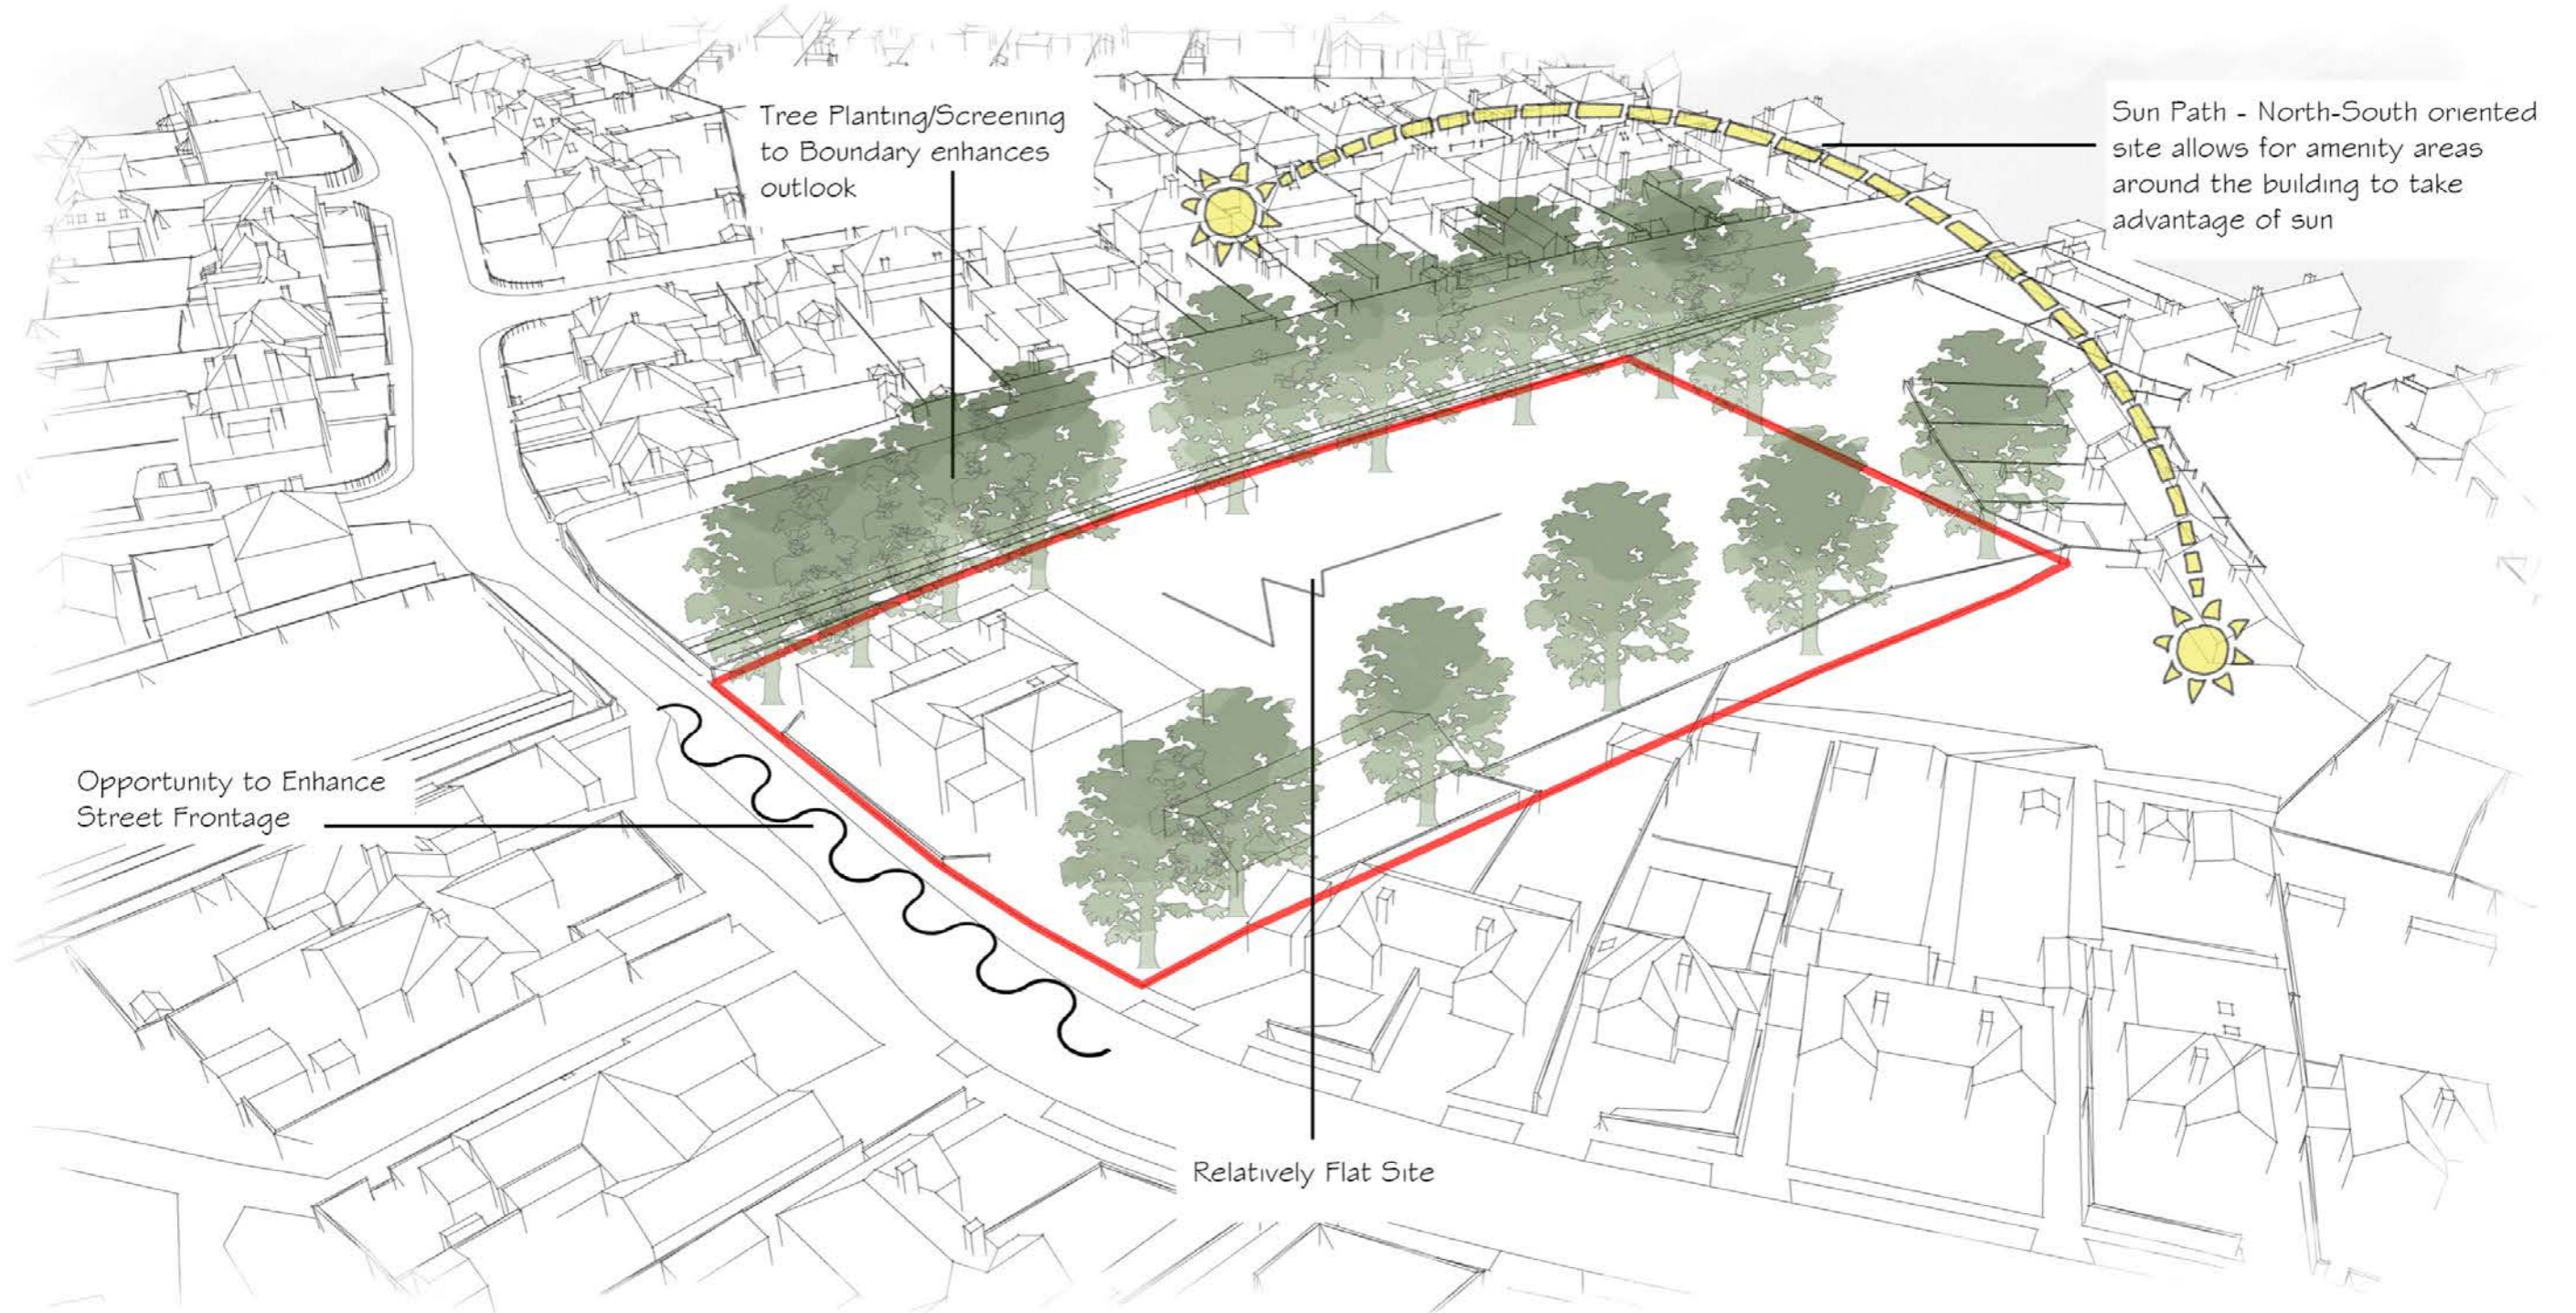 Tree Planting/Screening
to Boundary enhances
outlook
Sun Path - North-South oriented
site allows for amenity areas
around the building to take
advantage of sun
Opportunity to Enhance
Street Frontage
Relatively Flat Site